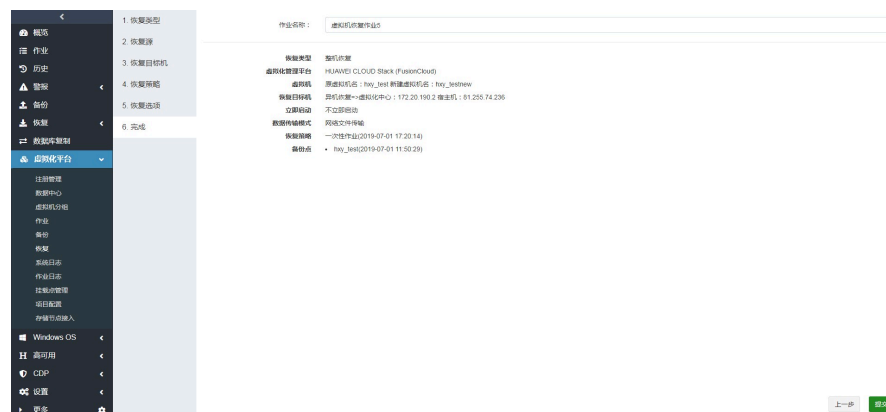 概览
作业
历史
警报
备份
恢复
数据库复制
虚拟化平台
注册管理
数据中心
虚拟机分组
作业
备份
恢复
系统日志
作业日志
挂载点管理
项目配置
存储节点接入
Windows OS
高可用
CDP
设置
更多
1. 恢复类型
2. 恢复源
3. 恢复目标机
4. 恢复策略
5. 恢复选项
6. 完成
作业名称： 虚拟机恢复作业5
恢复类型 整机恢复
虚拟化管理平台 HUAWEI CLOUD Stack (FusionCloud)
虚拟机 原虚拟机名：hxy_test 新建虚拟机名：hxy_testnew
恢复目标机 异机恢复=>虚拟化中心：172.20.190.2 宿主机：81.255.74.236
立即启动 不立即启动
数据传输模式 网络文件传输
恢复策略 一次性作业(2019-07-01 17:20:14)
备份点 • hxy_test(2019-07-01 11:50:29)
上一步 提交